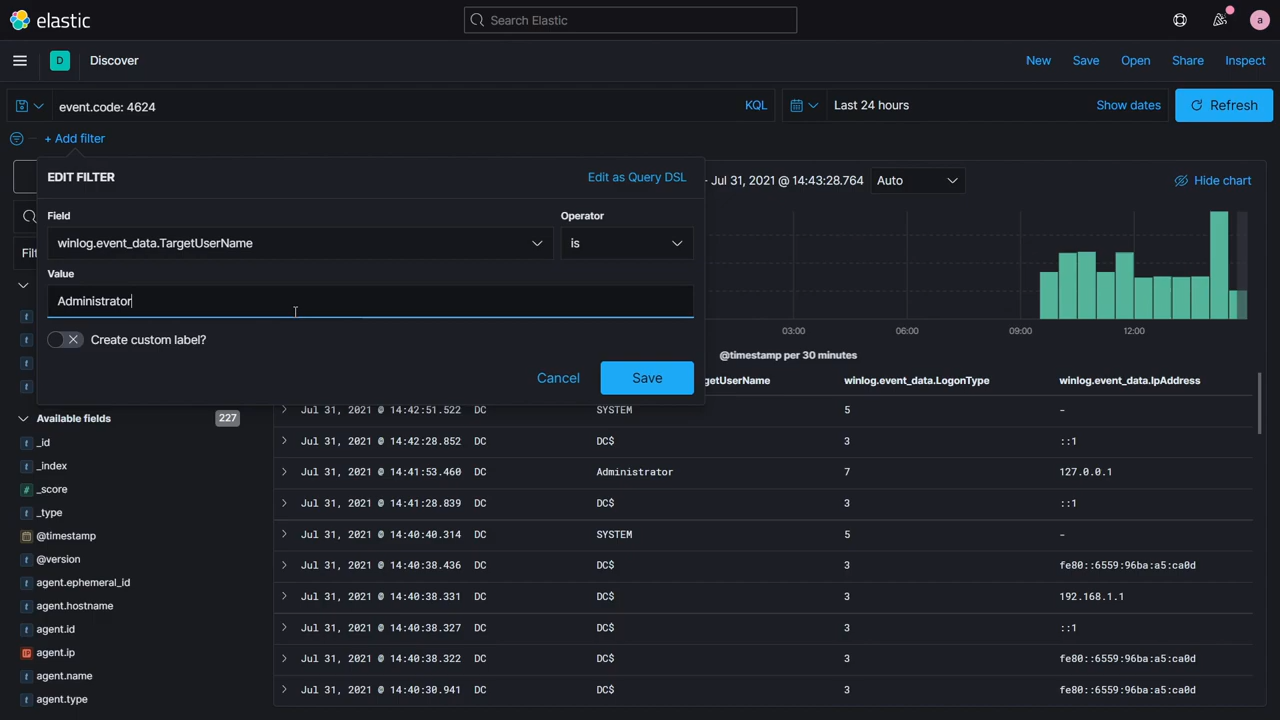 elastic
Search Elastic
a
D
Discover
New
Save
Open
Share
Inspect
event.code: 4624
KQL
Last 24 hours
Show dates
Refresh
+ Add filter
EDIT FILTER
Edit as Query DSL
- Jul 31, 2021 @ 14:43:28.764
Auto
Hide chart
Field
Operator
winlog.event_data.TargetUserName
is
Value
Administrator
Create custom label?
Cancel
Save
03:00
06:00
09:00
12:00
@timestamp per 30 minutes
getUserName
winlog.event_data.LogonType
winlog.event_data.IpAddress
Filt
t
t
t
t
Available fields
227
t _id
t _index
# _score
t _type
@timestamp
t @version
t agent.ephemeral_id
t agent.hostname
t agent.id
agent.ip
t agent.name
t agent.type
Jul 31, 2021 @ 14:42:51.522 DC SYSTEM 5 -
Jul 31, 2021 @ 14:42:28.852 DC DC$ 3 ::1
Jul 31, 2021 @ 14:41:53.460 DC Administrator 7 127.0.0.1
Jul 31, 2021 @ 14:41:28.839 DC DC$ 3 ::1
Jul 31, 2021 @ 14:40:40.314 DC SYSTEM 5 -
Jul 31, 2021 @ 14:40:38.436 DC DC$ 3 fe80::6559:96ba:a5:ca0d
Jul 31, 2021 @ 14:40:38.331 DC DC$ 3 192.168.1.1
Jul 31, 2021 @ 14:40:38.327 DC DC$ 3 ::1
Jul 31, 2021 @ 14:40:38.322 DC DC$ 3 fe80::6559:96ba:a5:ca0d
Jul 31, 2021 @ 14:40:30.941 DC DC$ 3 fe80::6559:96ba:a5:ca0d